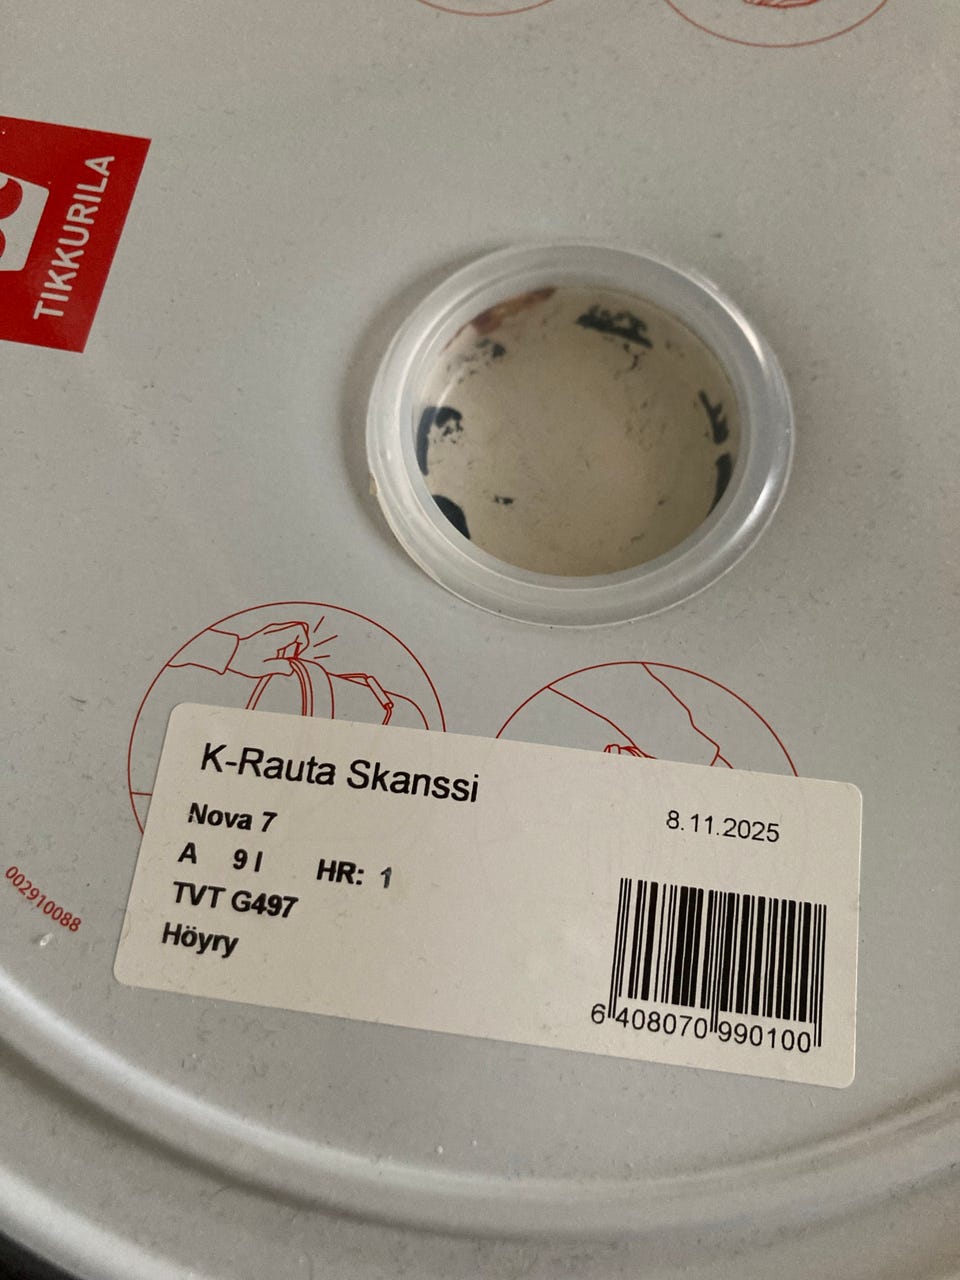 TIKKURILA
K-Rauta Skanssi
8.11.2025
Nova 7
A 9 l HR: 1
TVT G497
Höyry
002910088
6 408070 990100